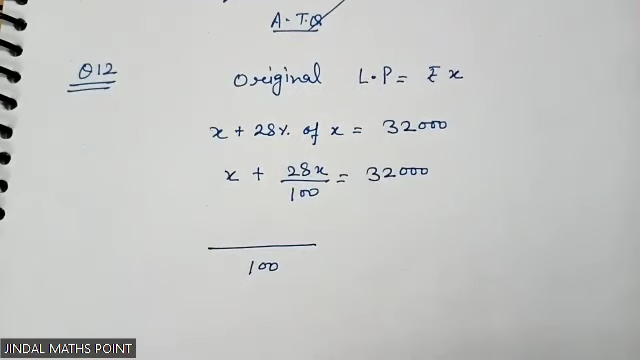 A.T.Q
Q12
Original L.P = ₹ x
x + 28% of x = 32000
x + 28x/100 = 32000
100
JINDAL MATHS POINT